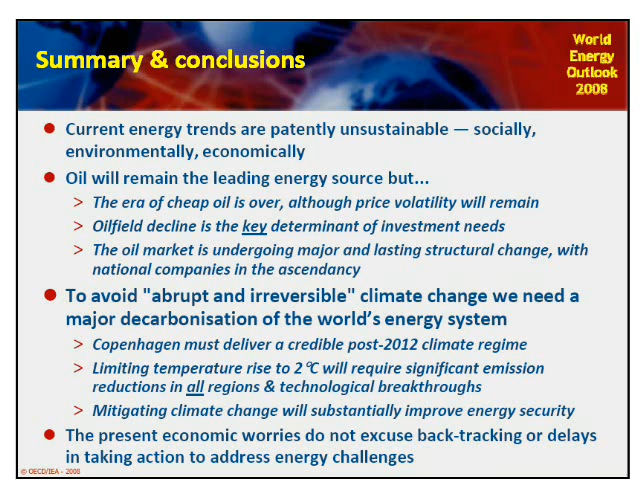 Summary & conclusions
World
Energy
Outlook
2008
Current energy trends are patently unsustainable — socially,
environmentally, economically
Oil will remain the leading energy source but...
> The era of cheap oil is over, although price volatility will remain
> Oilfield decline is the key determinant of investment needs
> The oil market is undergoing major and lasting structural change, with
national companies in the ascendancy
To avoid "abrupt and irreversible" climate change we need a
major decarbonisation of the world's energy system
> Copenhagen must deliver a credible post-2012 climate regime
> Limiting temperature rise to 2°C will require significant emission
reductions in all regions & technological breakthroughs
> Mitigating climate change will substantially improve energy security
The present economic worries do not excuse back-tracking or delays
in taking action to address energy challenges
© OECD/IEA - 2008